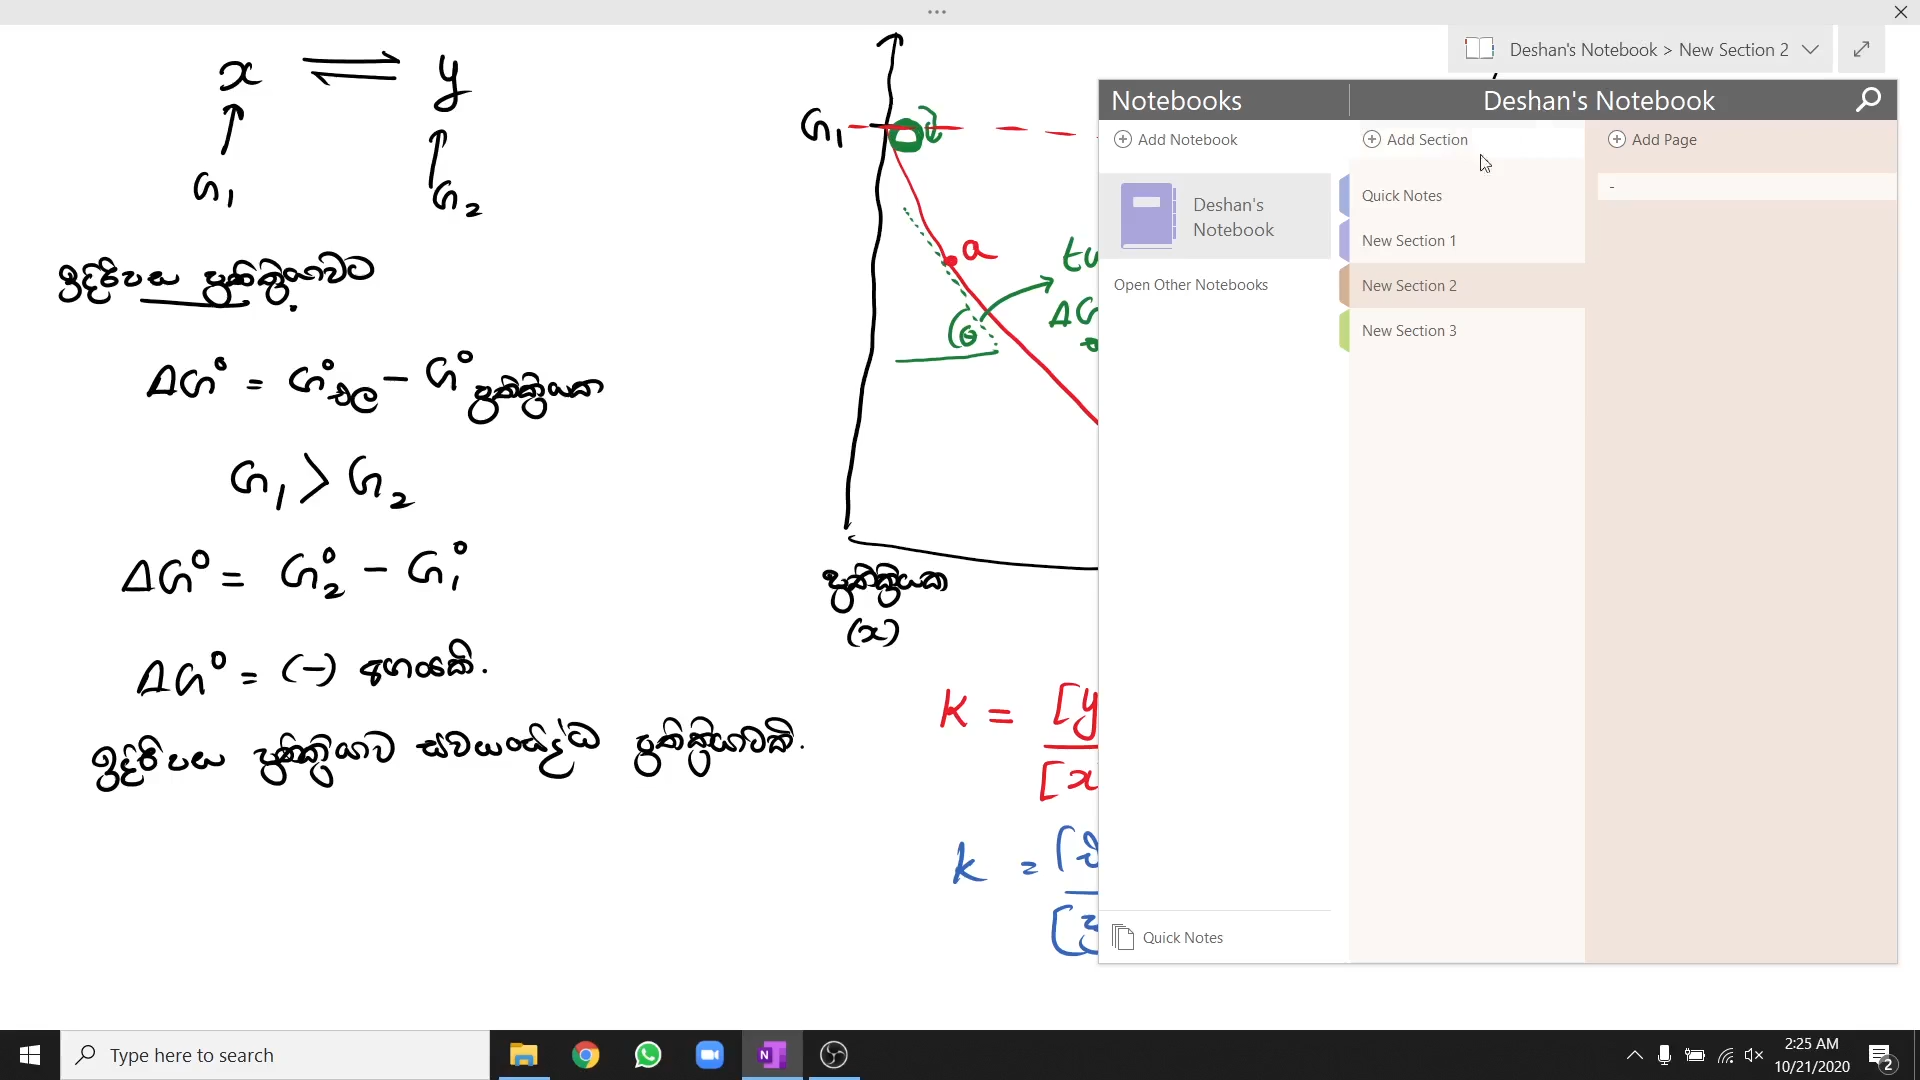 x ⇌ y
G₁ G₂
ඉදිරිපස ප්‍රතික්‍රියාවට
ΔG° = G°ඵල − G°ප්‍රතික්‍රියක
G₁ > G₂
ΔG° = G₂° − G₁°
ΔG° = (−) අගයකි.
ඉදිරිපස ප්‍රතික්‍රියාව ස්වයංසිද්ධ ප්‍රතික්‍රියාවකි.
G₁
a
θ
ΔG
ප්‍රතික්‍රියක
(x)
K = [y
[x
k =
Deshan's Notebook > New Section 2
Notebooks
Deshan's Notebook
Add Notebook
Add Section
Add Page
Deshan's
Notebook
Open Other Notebooks
Quick Notes
New Section 1
New Section 2
New Section 3
-
Quick Notes
Type here to search
2:25 AM
10/21/2020
2